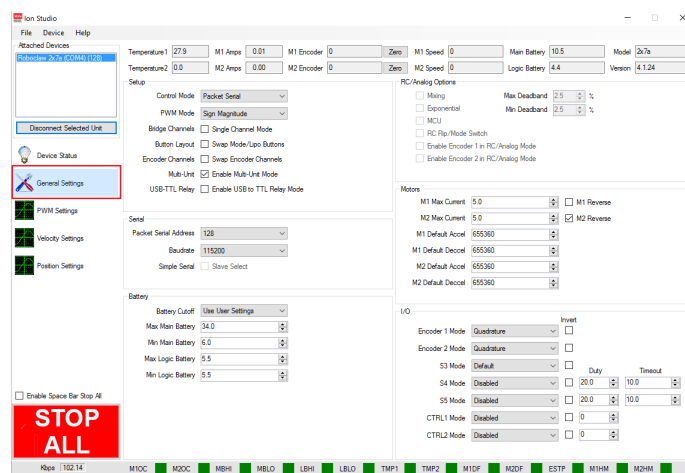 Ion Studio
File Device Help
Attached Devices
Roboclaw 2x7a (COM4) (128)
Disconnect Selected Unit
Device Status
General Settings
PWM Settings
Velocity Settings
Position Settings
Enable Space Bar Stop All
STOP
ALL
Temperature1 27.9 M1 Amps 0.01 M1 Encoder 0 Zero M1 Speed 0 Main Battery 10.5 Model 2x7a
Temperature2 0.0 M2 Amps 0.00 M2 Encoder 0 Zero M2 Speed 0 Logic Battery 4.4 Version 4.1.24
Setup
Control Mode Packet Serial
PWM Mode Sign Magnitude
Bridge Channels Single Channel Mode
Button Layout Swap Mode/Lipo Buttons
Encoder Channels Swap Encoder Channels
Multi-Unit Enable Multi-Unit Mode
USB-TTL Relay Enable USB to TTL Relay Mode
Serial
Packet Serial Address 128
Baudrate 115200
Simple Serial Slave Select
Battery
Battery Cutoff Use User Settings
Max Main Battery 34.0
Min Main Battery 6.0
Max Logic Battery 5.5
Min Logic Battery 5.5
RC/Analog Options
Mixing Max Deadband 2.5 %
Exponential Min Deadband 2.5 %
MCU
RC Flip/Mode Switch
Enable Encoder 1 in RC/Analog Mode
Enable Encoder 2 in RC/Analog Mode
Motors
M1 Max Current 5.0 M1 Reverse
M2 Max Current 5.0 M2 Reverse
M1 Default Accel 655360
M1 Default Deccel 655360
M2 Default Accel 655360
M2 Default Deccel 655360
I/O
Invert
Encoder 1 Mode Quadrature
Encoder 2 Mode Quadrature
S3 Mode Default Duty Timeout
S4 Mode Disabled 20.0 10.0
S5 Mode Disabled 20.0 10.0
CTRL1 Mode Disabled 0
CTRL2 Mode Disabled 0
Kbps 102.14 M1OC M2OC MBHI MBLO LBHI LBLO TMP1 TMP2 M1DF M2DF ESTP M1HM M2HM